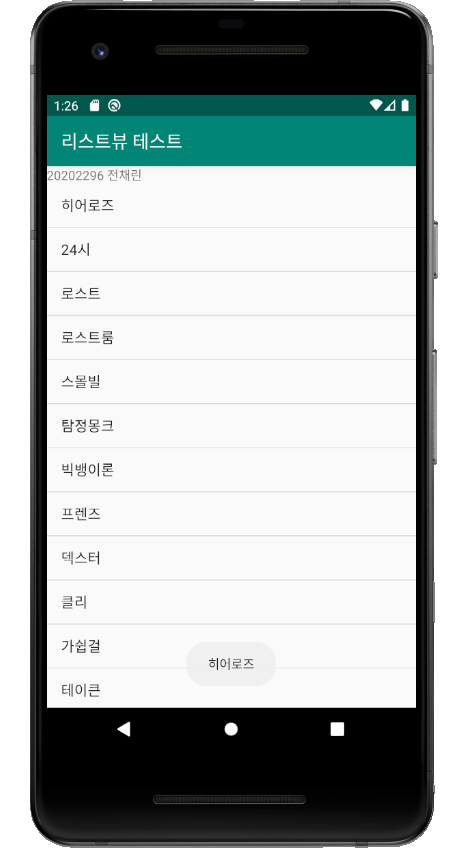 1:26
리스트뷰 테스트
20202296 전채린
히어로즈
24시
로스트
로스트룸
스몰빌
탐정몽크
빅뱅이론
프렌즈
덱스터
글리
가쉽걸
테이큰
히어로즈